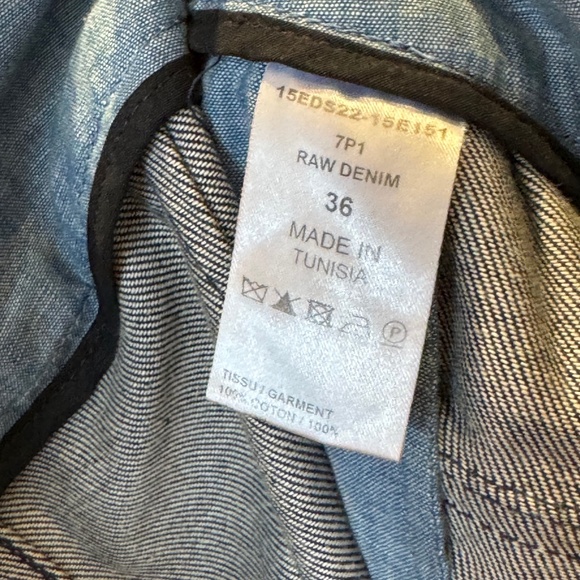 15EDS22-15E151
7P1
RAW DENIM
36
MADE IN
TUNISIA
P
TISSU / GARMENT
100% COTON / 100%